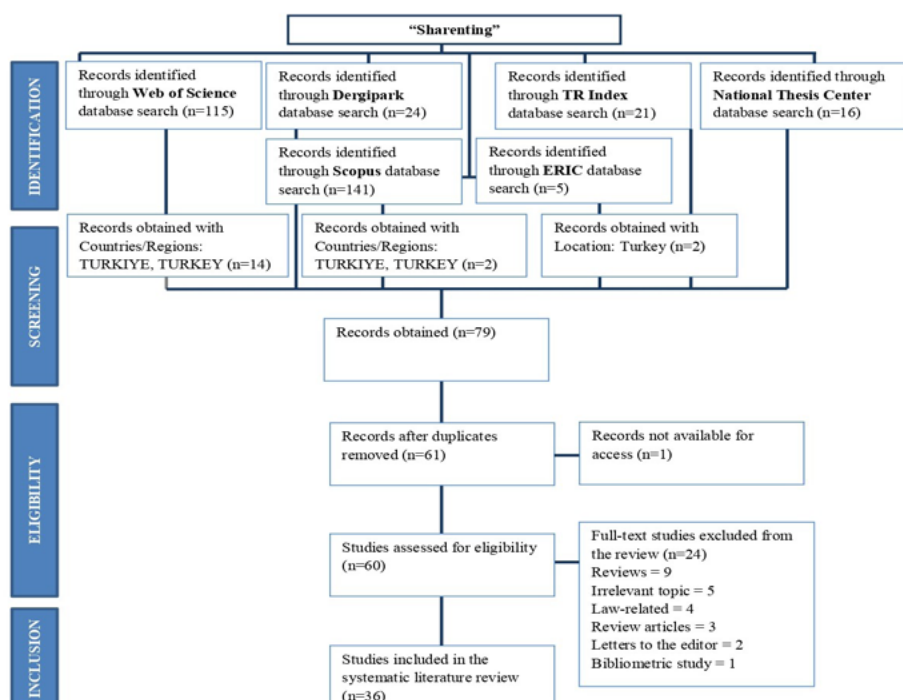 “Sharenting”
IDENTIFICATION
Records identified
through Web of Science
database search (n=115)
Records identified
through Dergipark
database search (n=24)
Records identified
through TR Index
database search (n=21)
Records identified through
National Thesis Center
database search (n=16)
Records identified
through Scopus database
search (n=141)
Records identified
through ERIC database
search (n=5)
SCREENING
Records obtained with
Countries/Regions:
TURKIYE, TURKEY (n=14)
Records obtained with
Countries/Regions:
TURKIYE, TURKEY (n=2)
Records obtained with
Location: Turkey (n=2)
Records obtained (n=79)
ELIGIBILITY
Records after duplicates
removed (n=61)
Records not available for
access (n=1)
Studies assessed for eligibility
(n=60)
Full-text studies excluded from
the review (n=24)
Reviews = 9
Irrelevant topic = 5
Law-related = 4
Review articles = 3
Letters to the editor = 2
Bibliometric study = 1
INCLUSION
Studies included in the
systematic literature review
(n=36)